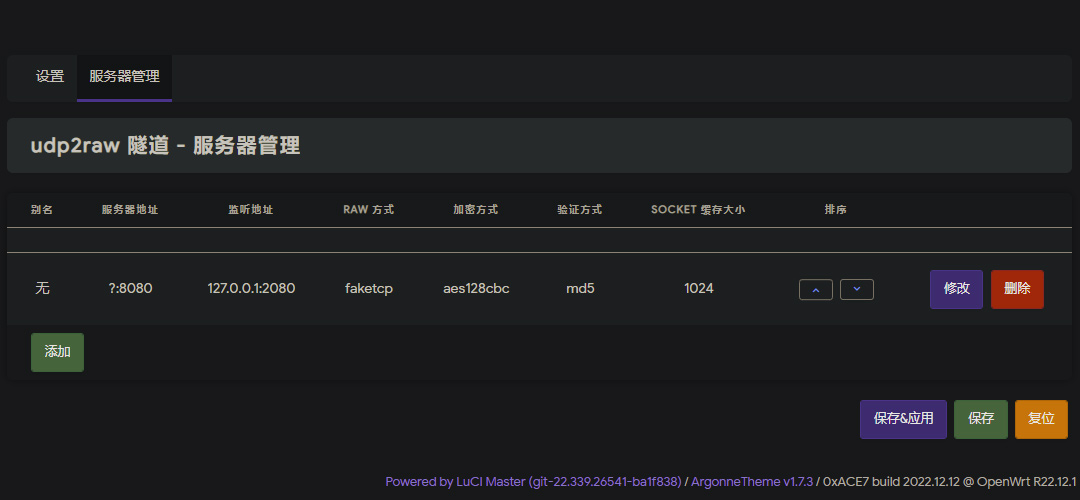 设置 服务器管理
udp2raw 隧道 - 服务器管理
别名 服务器地址 监听地址 RAW 方式 加密方式 验证方式 SOCKET 缓存大小 排序
无 ?:8080 127.0.0.1:2080 faketcp aes128cbc md5 1024 修改 删除
添加
保存&应用 保存 复位
Powered by LuCI Master (git-22.339.26541-ba1f838) / ArgonneTheme v1.7.3 / 0xACE7 build 2022.12.12 @ OpenWrt R22.12.1